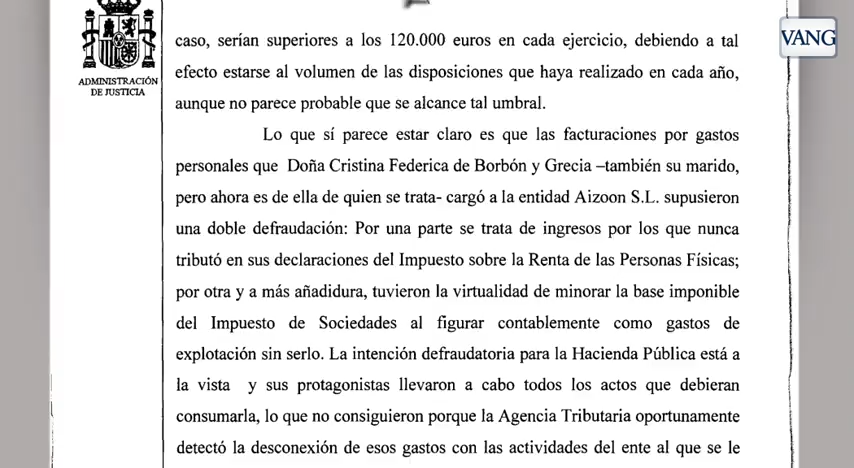 VANG
ADMINISTRACIÓN
DE JUSTICIA
caso, serían superiores a los 120.000 euros en cada ejercicio, debiendo a tal
efecto estarse al volumen de las disposiciones que haya realizado en cada año,
aunque no parece probable que se alcance tal umbral.
Lo que sí parece estar claro es que las facturaciones por gastos
personales que Doña Cristina Federica de Borbón y Grecia –también su marido,
pero ahora es de ella de quien se trata- cargó a la entidad Aizoon S.L. supusieron
una doble defraudación: Por una parte se trata de ingresos por los que nunca
tributó en sus declaraciones del Impuesto sobre la Renta de las Personas Físicas;
por otra y a más añadidura, tuvieron la virtualidad de minorar la base imponible
del Impuesto de Sociedades al figurar contablemente como gastos de
explotación sin serlo. La intención defraudatoria para la Hacienda Pública está a
la vista y sus protagonistas llevaron a cabo todos los actos que debieran
consumarla, lo que no consiguieron porque la Agencia Tributaria oportunamente
detectó la desconexión de esos gastos con las actividades del ente al que se le